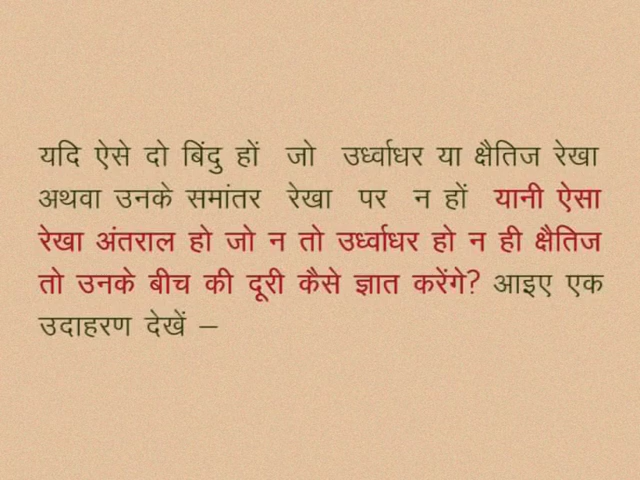 यदि ऐसे दो बिंदु हों जो उर्ध्वाधर या क्षैतिज रेखा
अथवा उनके समांतर रेखा पर न हों यानी ऐसा
रेखा अंतराल हो जो न तो उर्ध्वाधर हो न ही क्षैतिज
तो उनके बीच की दूरी कैसे ज्ञात करेंगे? आइए एक
उदाहरण देखें –